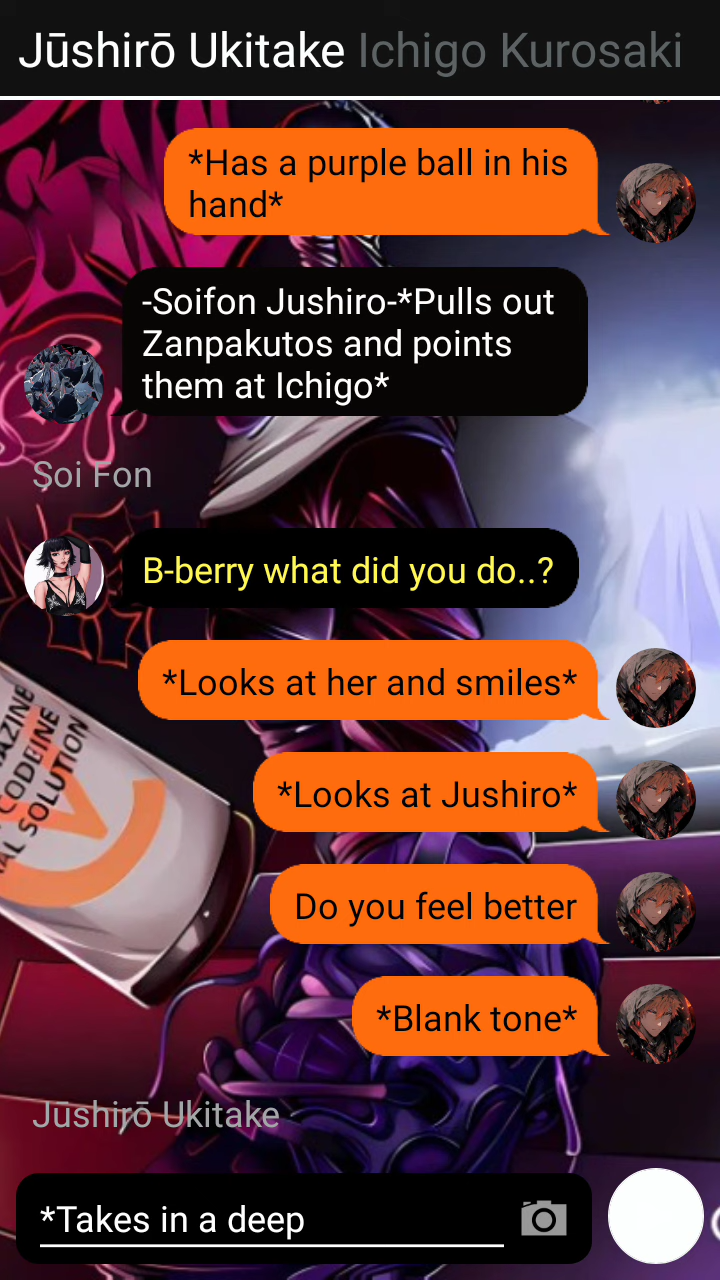 Jūshirō Ukitake Ichigo Kurosaki
*Has a purple ball in his
hand*
-Soifon Jushiro-*Pulls out
Zanpakutos and points
them at Ichigo*
Soi Fon
B-berry what did you do..?
*Looks at her and smiles*
*Looks at Jushiro*
Do you feel better
*Blank tone*
AZINE
CODEINE
AL SOLUTION
Jūshirō Ukitake
*Takes in a deep